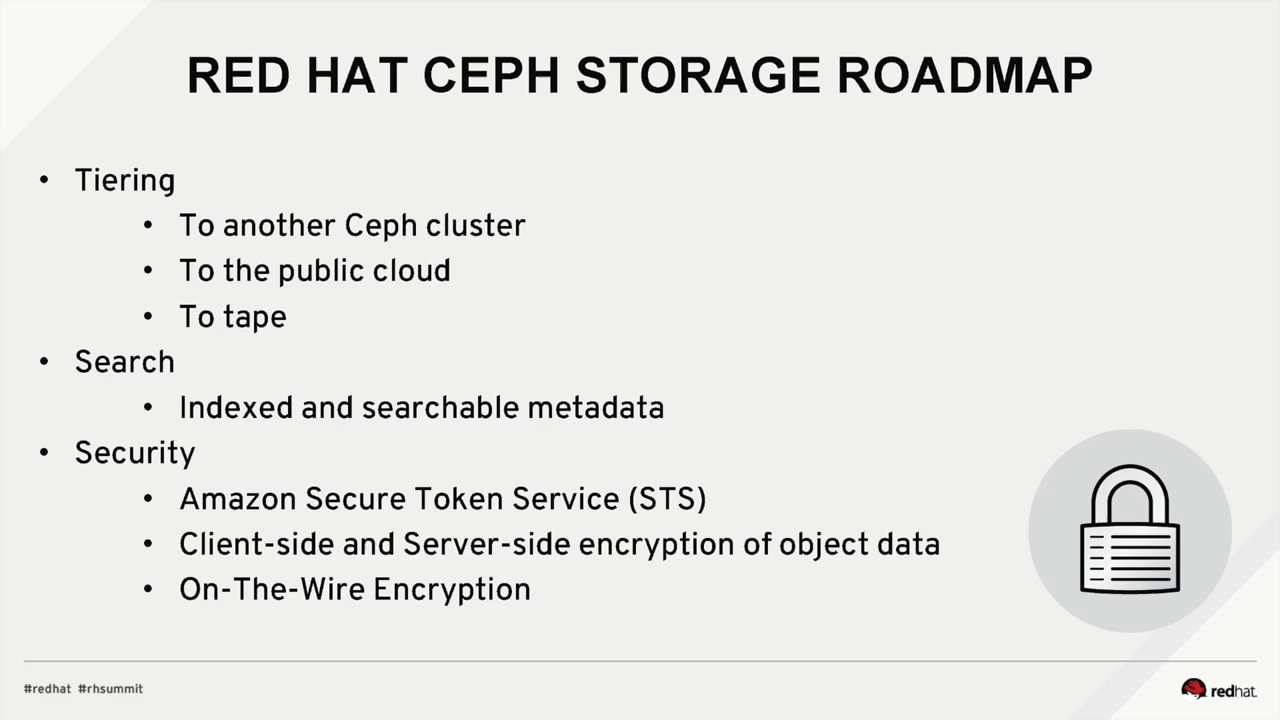 RED HAT CEPH STORAGE ROADMAP
• Tiering
• To another Ceph cluster
• To the public cloud
• To tape
• Search
• Indexed and searchable metadata
• Security
• Amazon Secure Token Service (STS)
• Client-side and Server-side encryption of object data
• On-The-Wire Encryption
#redhat #rhsummit
redhat.